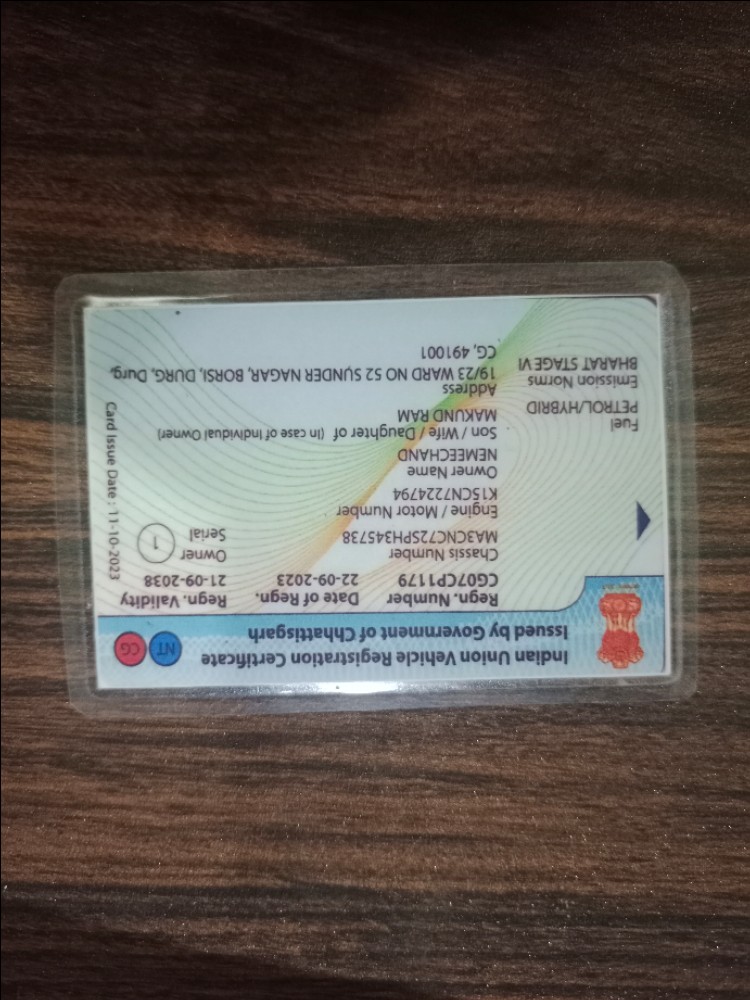 Indian Union Vehicle Registration Certificate
Issued by Government of Chhattisgarh
NT CG
Regn. Number Date of Regn. Regn. Validity
CG07CP1179 22-09-2023 21-09-2038
Chassis Number Owner
MA3CNC72SPH345738 Serial 1
Engine / Motor Number
K15CN7224794
Owner Name
NEMEECHAND
Son / Wife / Daughter of (In case of Individual Owner)
MAKUND RAM
Fuel
PETROL/HYBRID
Address
19/23 WARD NO 52 SUNDER NAGAR, BORSI, DURG, Durg,
CG, 491001
Emission Norms
BHARAT STAGE VI
Card Issue Date : 11-10-2023